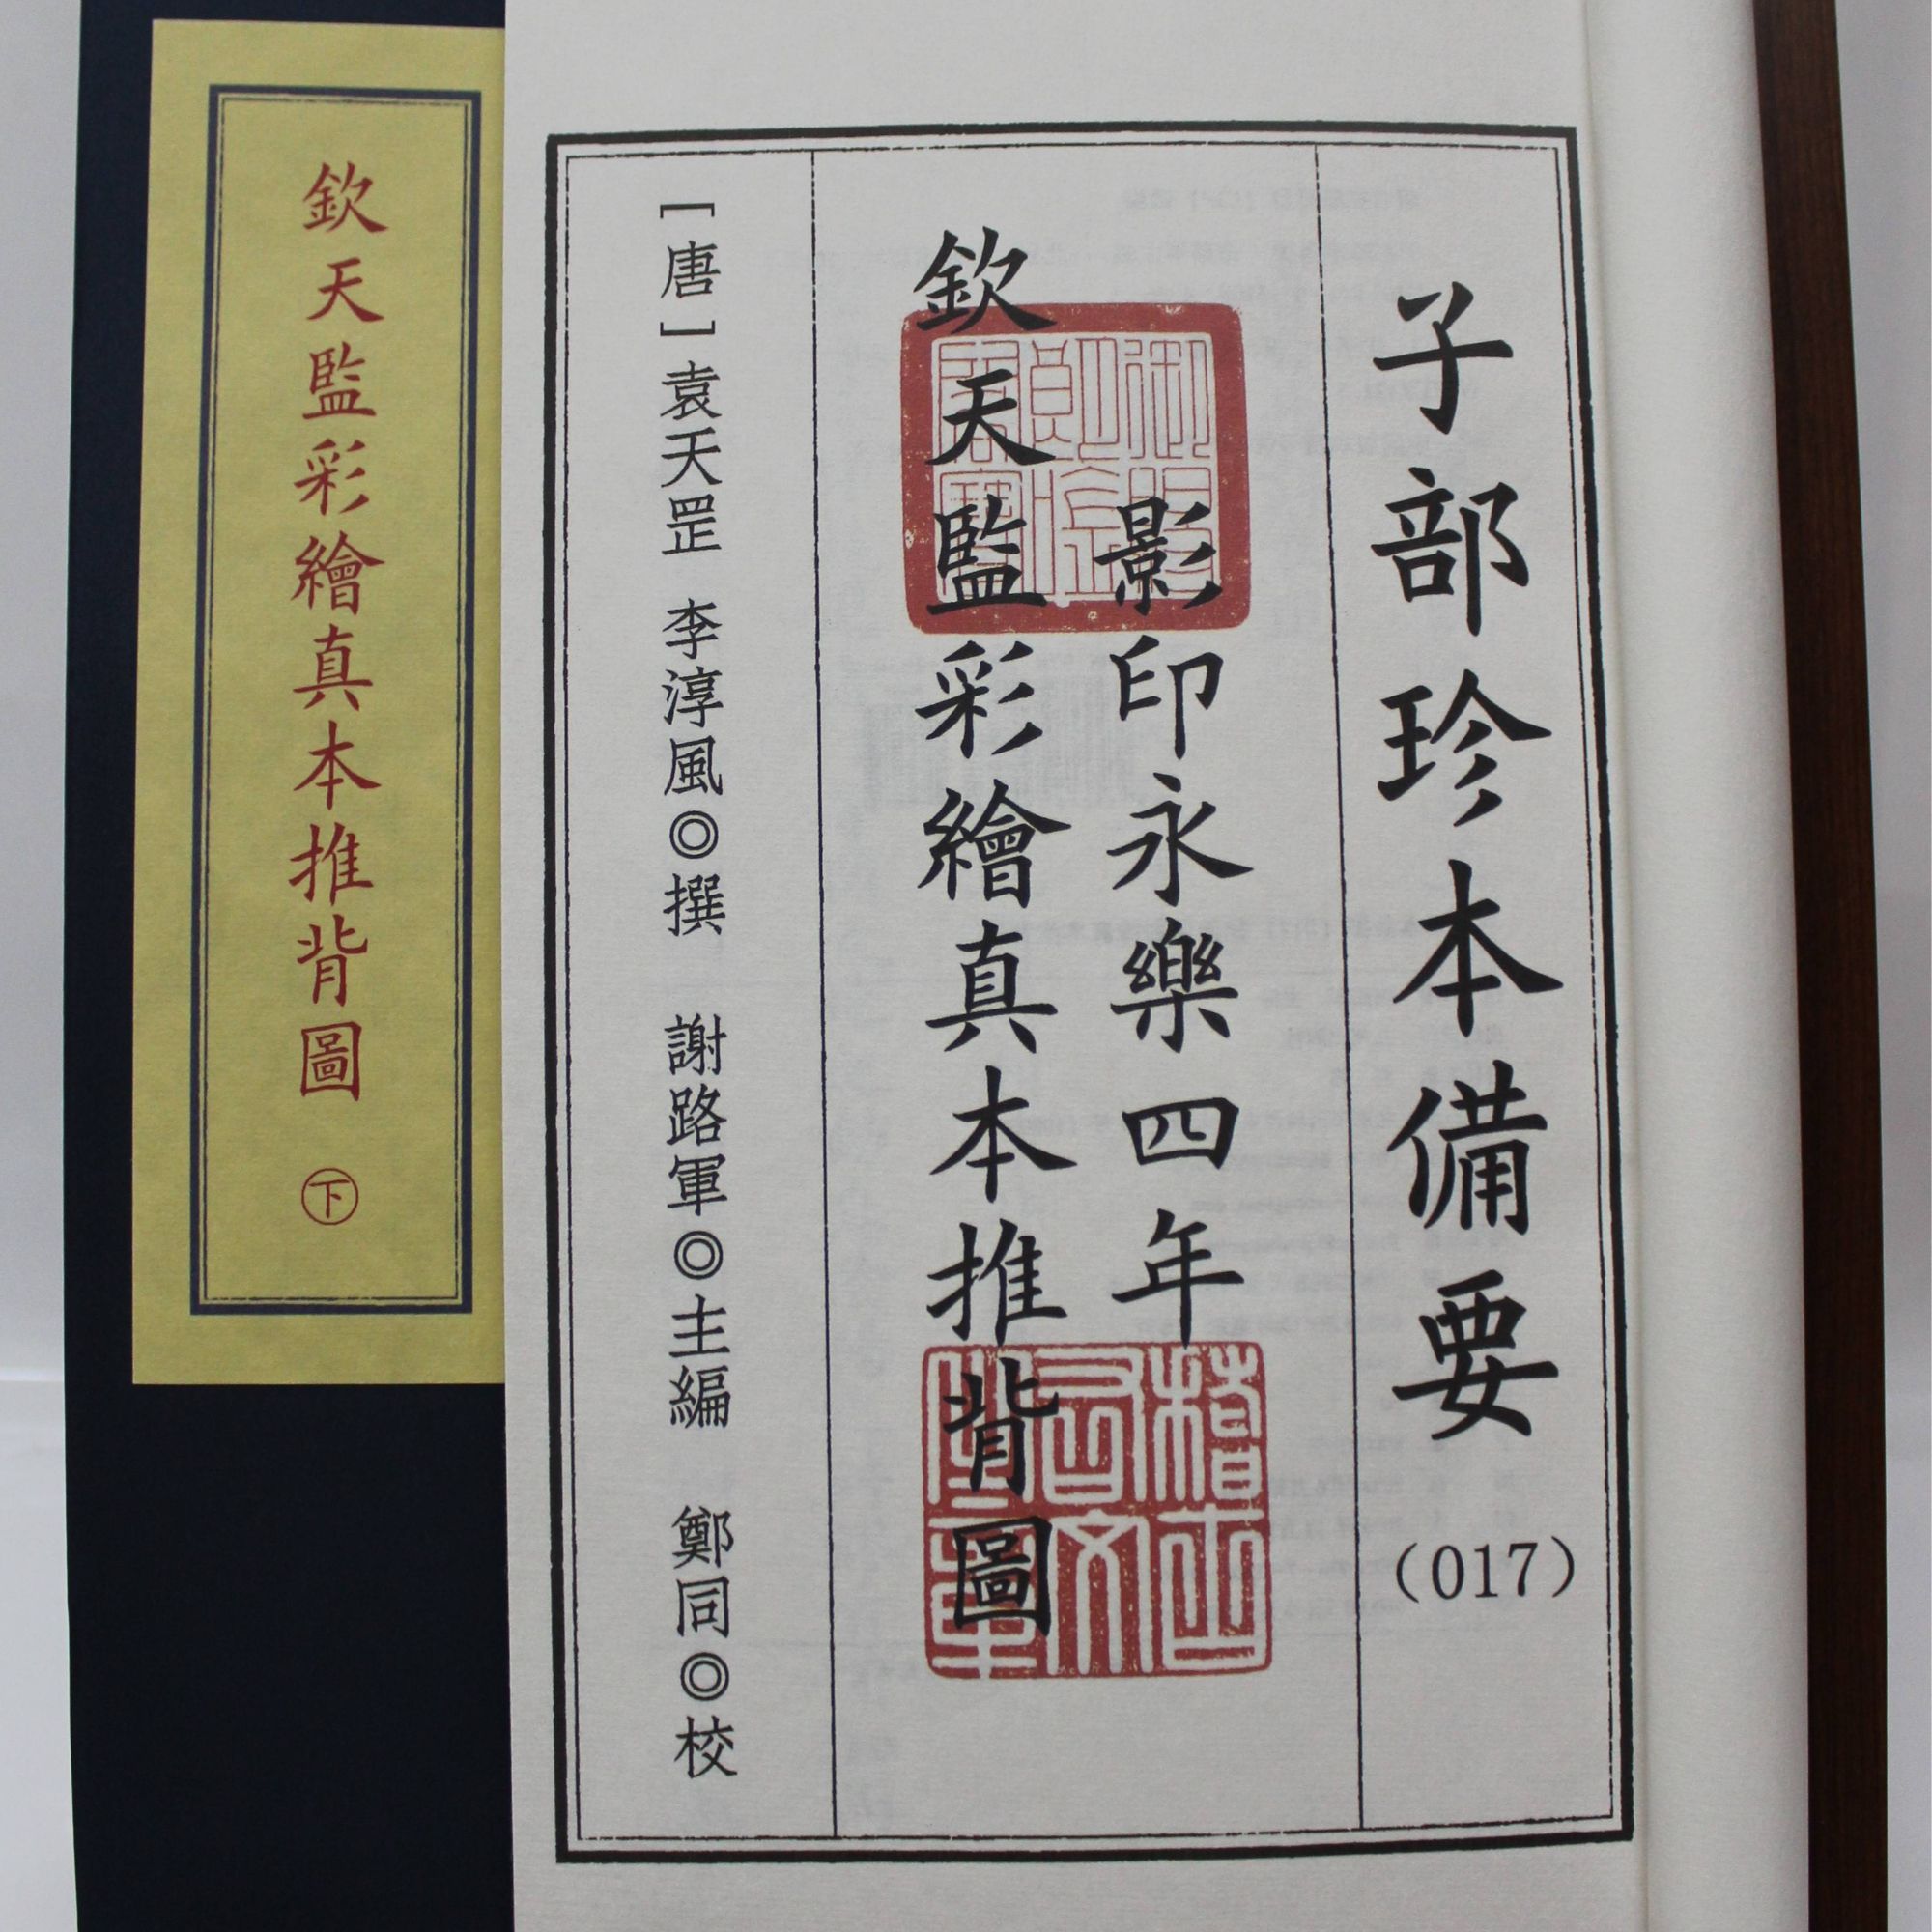 子部珍本備要（017）
影印永樂四年
欽天監彩繪真本推背圖
［唐］袁天罡 李淳風◎撰 謝路軍◎主編 鄭同◎校
欽天監彩繪真本推背圖 ㊦